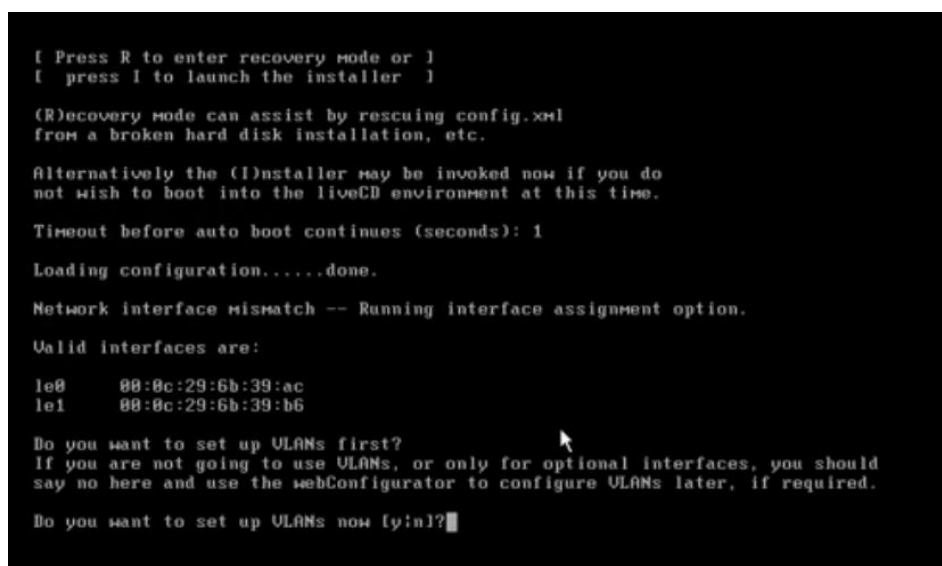 [ Press R to enter recovery mode or ]
[  press I to launch the installer  ]
(R)ecovery mode can assist by rescuing config.xml
from a broken hard disk installation, etc.
Alternatively the (I)nstaller may be invoked now if you do
not wish to boot into the liveCD environment at this time.
Timeout before auto boot continues (seconds): 1
Loading configuration......done.
Network interface mismatch -- Running interface assignment option.
Valid interfaces are:
le0     00:0c:29:6b:39:ac
le1     00:0c:29:6b:39:b6
Do you want to set up VLANs first?
If you are not going to use VLANs, or only for optional interfaces, you should
say no here and use the webConfigurator to configure VLANs later, if required.
Do you want to set up VLANs now [y|n]?